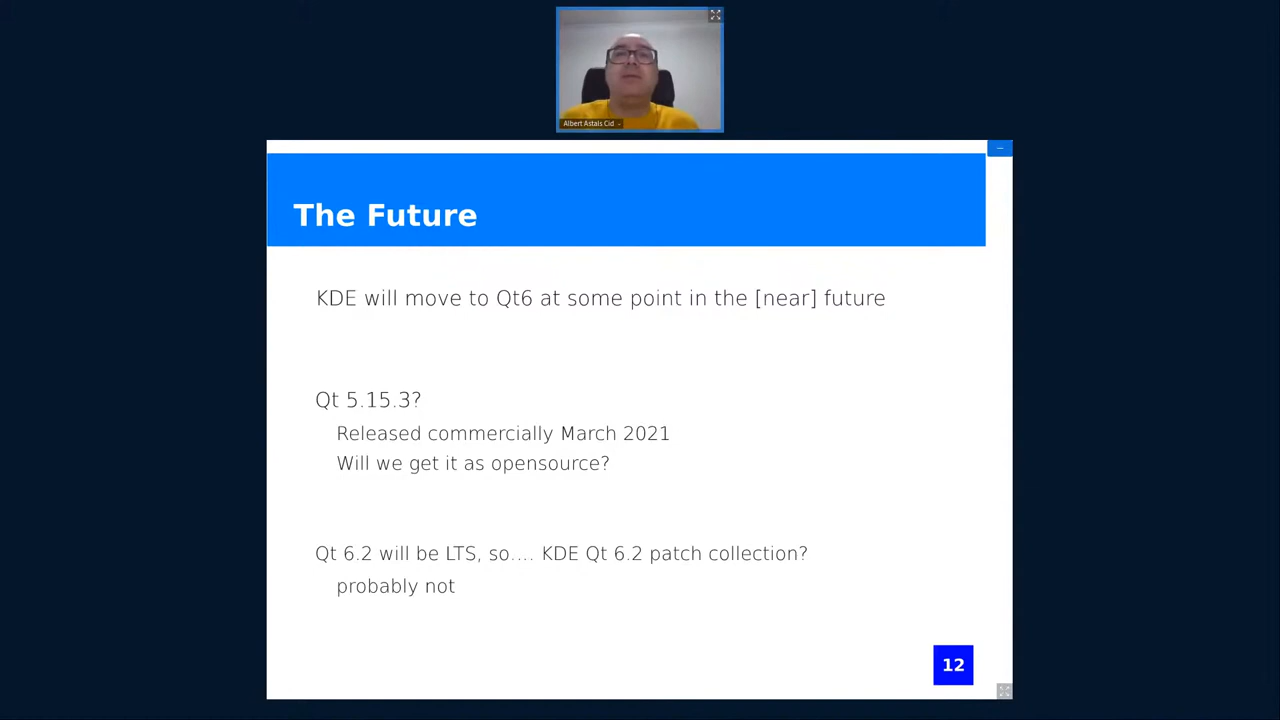 Albert Astals Cid
The Future
KDE will move to Qt6 at some point in the [near] future
Qt 5.15.3?
Released commercially March 2021
Will we get it as opensource?
Qt 6.2 will be LTS, so.... KDE Qt 6.2 patch collection?
probably not
12